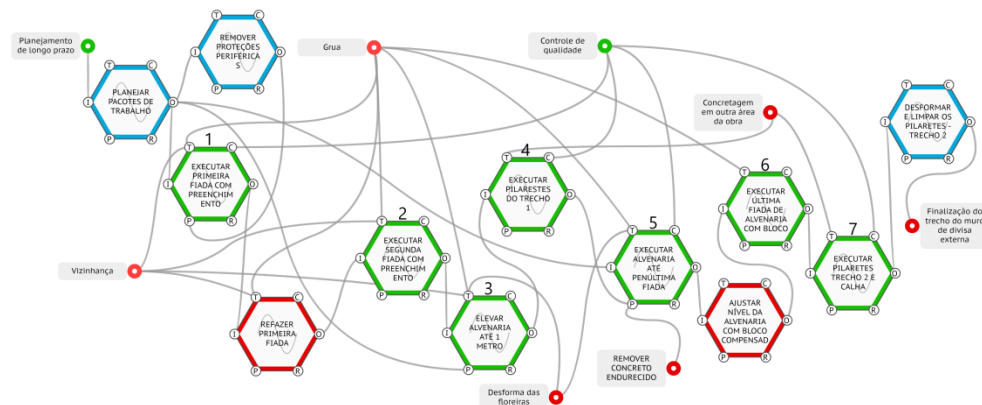 Planejamento
de longo prazo
REMOVER
PROTEÇÕES
PERIFÉRICA
S
Grua
Controle de
qualidade
PLANEJAR
PACOTES DE
TRABALHO
Concretagem
em outra área
da obra
DESFORMAR
E LIMPAR OS
PILARETES -
TRECHO 2
1
EXECUTAR
PRIMEIRA
FIADA COM
PREENCHIM
ENTO
4
EXECUTAR
PILARESTES
DO TRECHO
1
6
EXECUTAR
ÚLTIMA
FIADA DE
ALVENARIA
COM BLOCO
2
EXECUTAR
SEGUNDA
FIADA COM
PREENCHIM
ENTO
5
EXECUTAR
ALVENARIA
ATÉ
PENÚLTIMA
FIADA
7
EXECUTAR
PILARETES
TRECHO 2 E
CALHA
Finalização do
trecho do muro
de divisa
externa
Vizinhança
REFAZER
PRIMEIRA
FIADA
3
ELEVAR
ALVENARIA
ATÉ 1
METRO
AJUSTAR
NÍVEL DA
ALVENARIA
COM BLOCO
COMPENSAD
REMOVER
CONCRETO
ENDURECIDO
Desforma das
floreiras
T C
I O
P R
T C
I O
P R
T C
I O
P R
T C
I O
P R
T C
I O
P R
T C
I O
P R
T C
I O
P R
T C
I O
P R
T C
I O
P R
T C
I O
P R
T C
I O
P R
T C
I O
P R